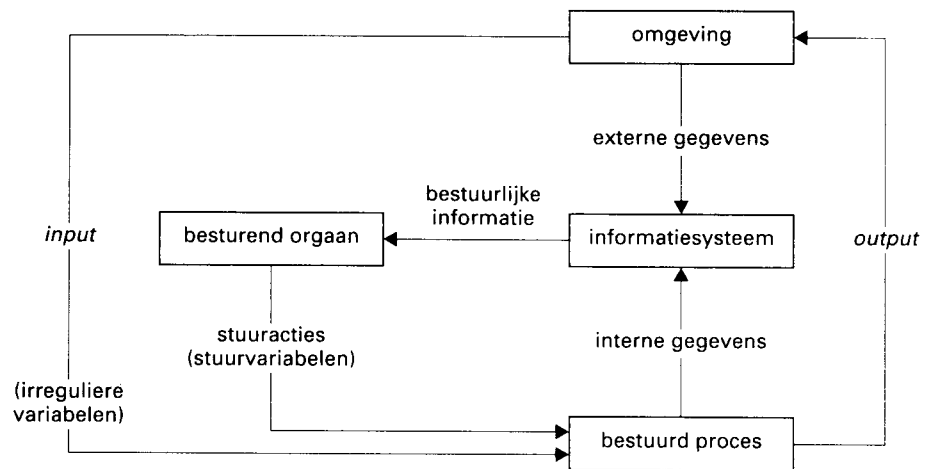 omgeving
externe gegevens
bestuurlijke
informatie
input
besturend orgaan
informatiesysteem
output
stuuracties
(stuurvariabelen)
interne gegevens
(irreguliere
variabelen)
bestuurd proces